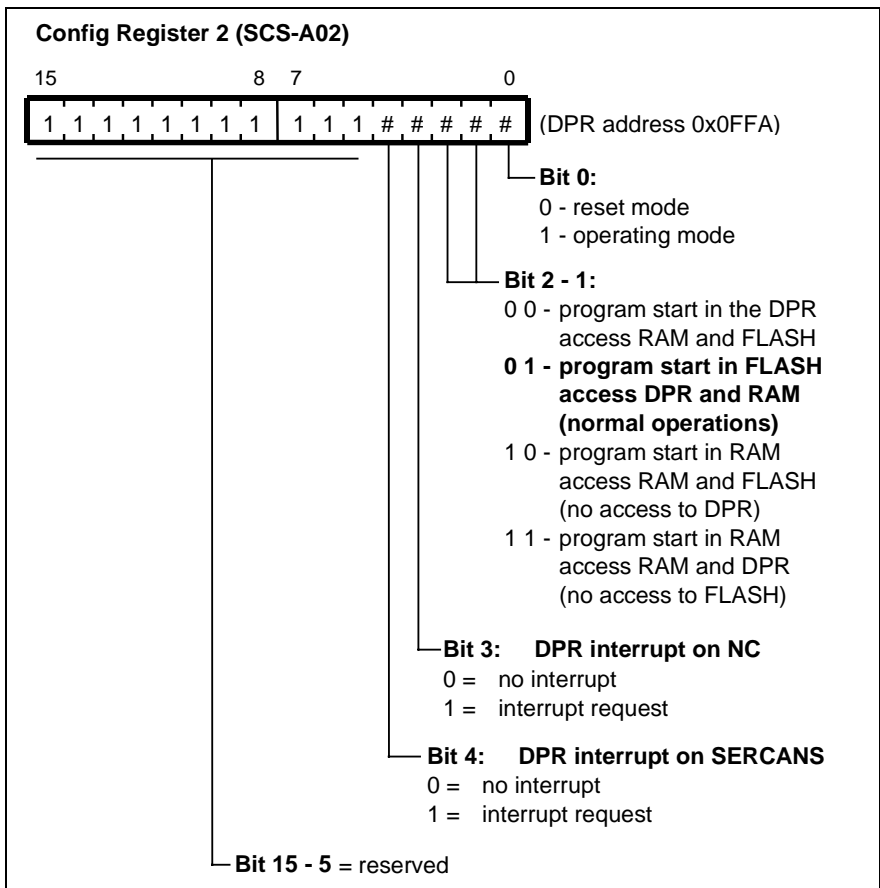 Config Register 2 (SCS-A02)
15 8 7 0
1 1 1 1 1 1 1 1 1 1 1 # # # # # (DPR address 0x0FFA)
Bit 0:
0 - reset mode
1 - operating mode
Bit 2 - 1:
0 0 - program start in the DPR
access RAM and FLASH
0 1 - program start in FLASH
access DPR and RAM
(normal operations)
1 0 - program start in RAM
access RAM and FLASH
(no access to DPR)
1 1 - program start in RAM
access RAM and DPR
(no access to FLASH)
Bit 3: DPR interrupt on NC
0 = no interrupt
1 = interrupt request
Bit 4: DPR interrupt on SERCANS
0 = no interrupt
1 = interrupt request
Bit 15 - 5 = reserved